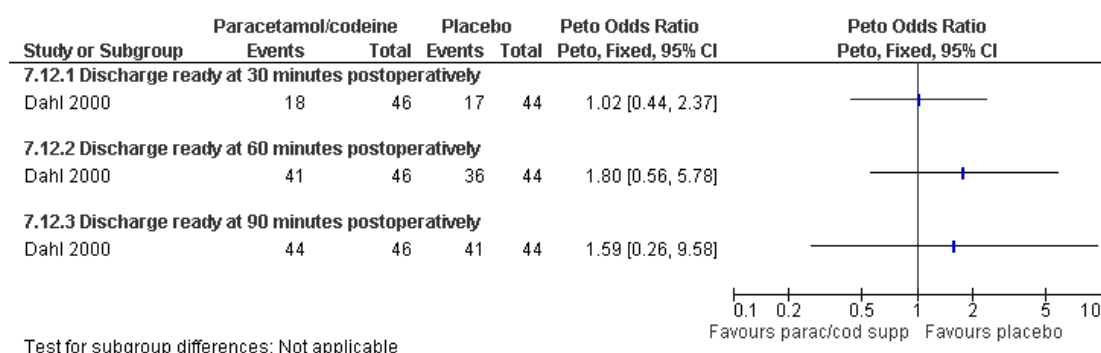 Paracetamol/codeine Placebo Peto Odds Ratio Peto Odds Ratio
Study or Subgroup Events Total Events Total Peto, Fixed, 95% CI Peto, Fixed, 95% CI
7.12.1 Discharge ready at 30 minutes postoperatively
Dahl 2000 18 46 17 44 1.02 [0.44, 2.37]
7.12.2 Discharge ready at 60 minutes postoperatively
Dahl 2000 41 46 36 44 1.80 [0.56, 5.78]
7.12.3 Discharge ready at 90 minutes postoperatively
Dahl 2000 44 46 41 44 1.59 [0.26, 9.58]
0.1 0.2 0.5 1 2 5 10
Favours parac/cod supp Favours placebo
Test for subgroup differences: Not applicable